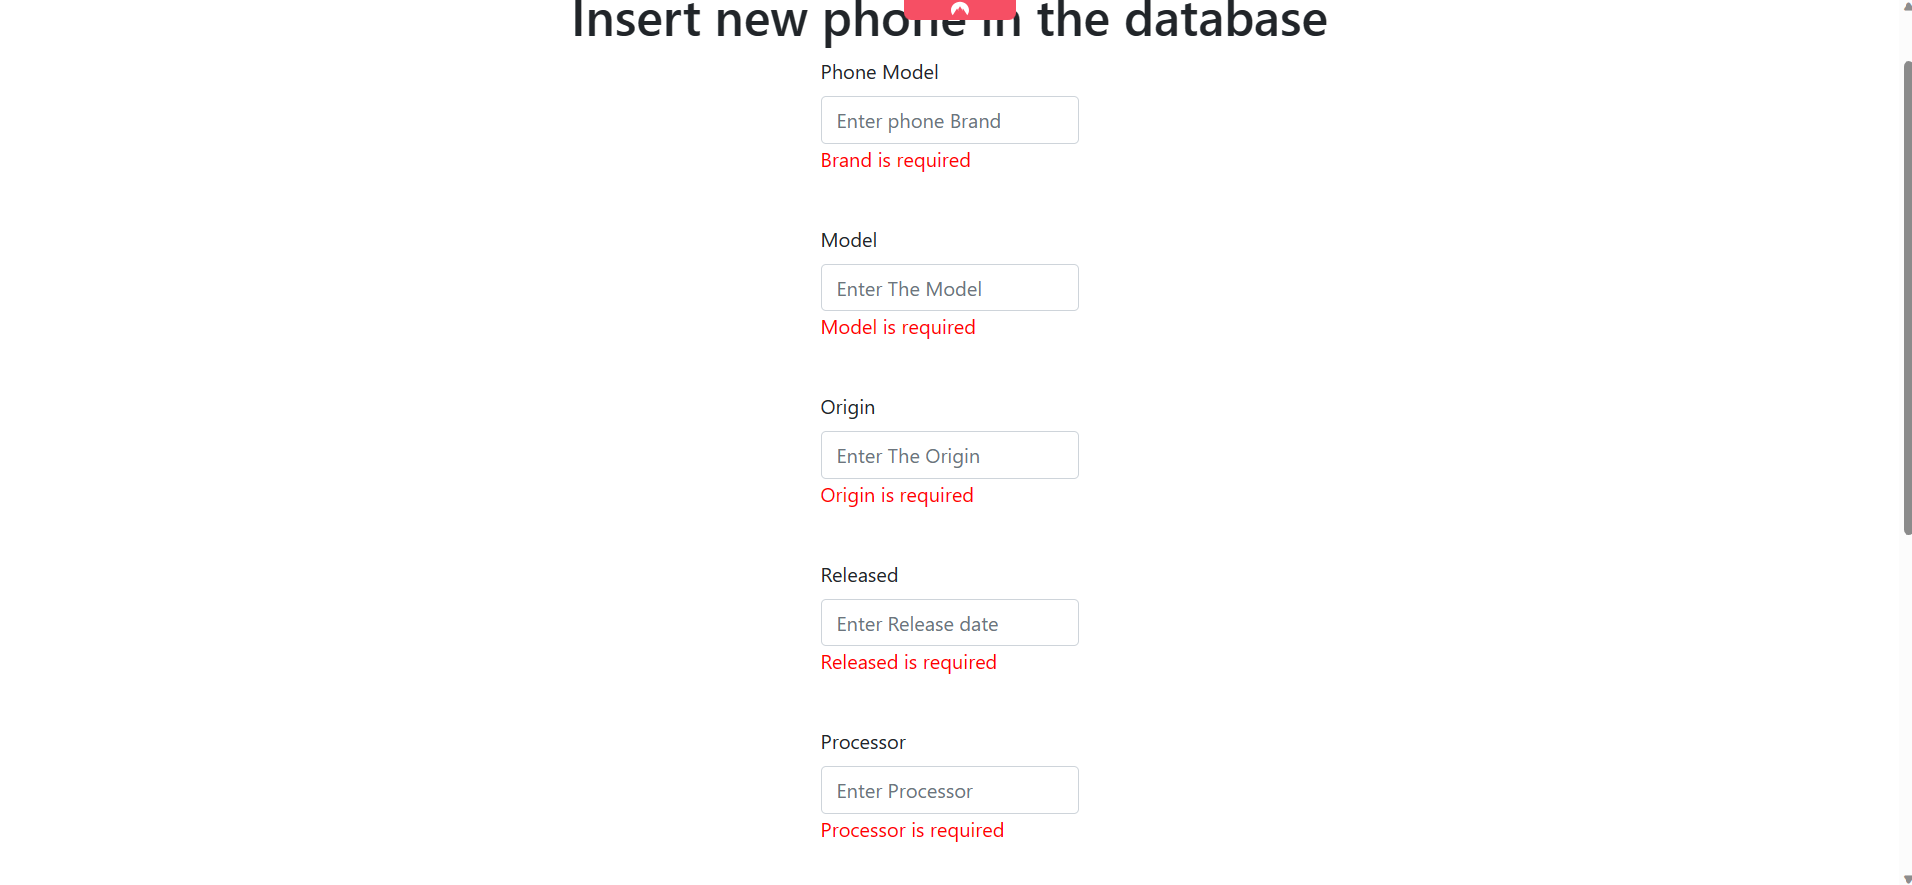 Insert new phone in the database
Phone Model
Enter phone Brand
Brand is required
Model
Enter The Model
Model is required
Origin
Enter The Origin
Origin is required
Released
Enter Release date
Released is required
Processor
Enter Processor
Processor is required